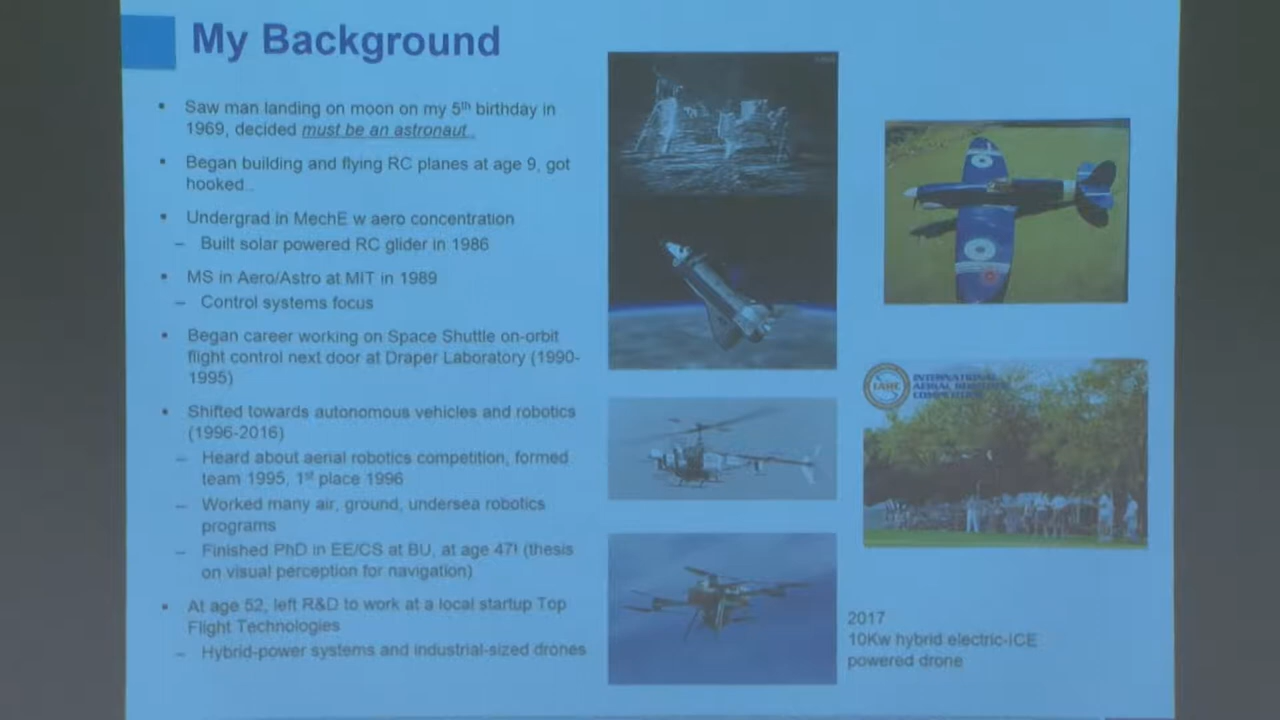 My Background
• Saw man landing on moon on my 5th birthday in
1969, decided must be an astronaut..
• Began building and flying RC planes at age 9, got
hooked..
• Undergrad in MechE w aero concentration
– Built solar powered RC glider in 1986
• MS in Aero/Astro at MIT in 1989
– Control systems focus
• Began career working on Space Shuttle on-orbit
flight control next door at Draper Laboratory (1990-
1995)
• Shifted towards autonomous vehicles and robotics
(1996-2016)
– Heard about aerial robotics competition, formed
team 1995, 1st place 1996
– Worked many air, ground, undersea robotics
programs
– Finished PhD in EE/CS at BU, at age 47! (thesis
on visual perception for navigation)
• At age 52, left R&D to work at a local startup Top
Flight Technologies
– Hybrid-power systems and industrial-sized drones
IARC
INTERNATIONAL
AERIAL ROBOTICS
COMPETITION
2017
10Kw hybrid electric-ICE
powered drone